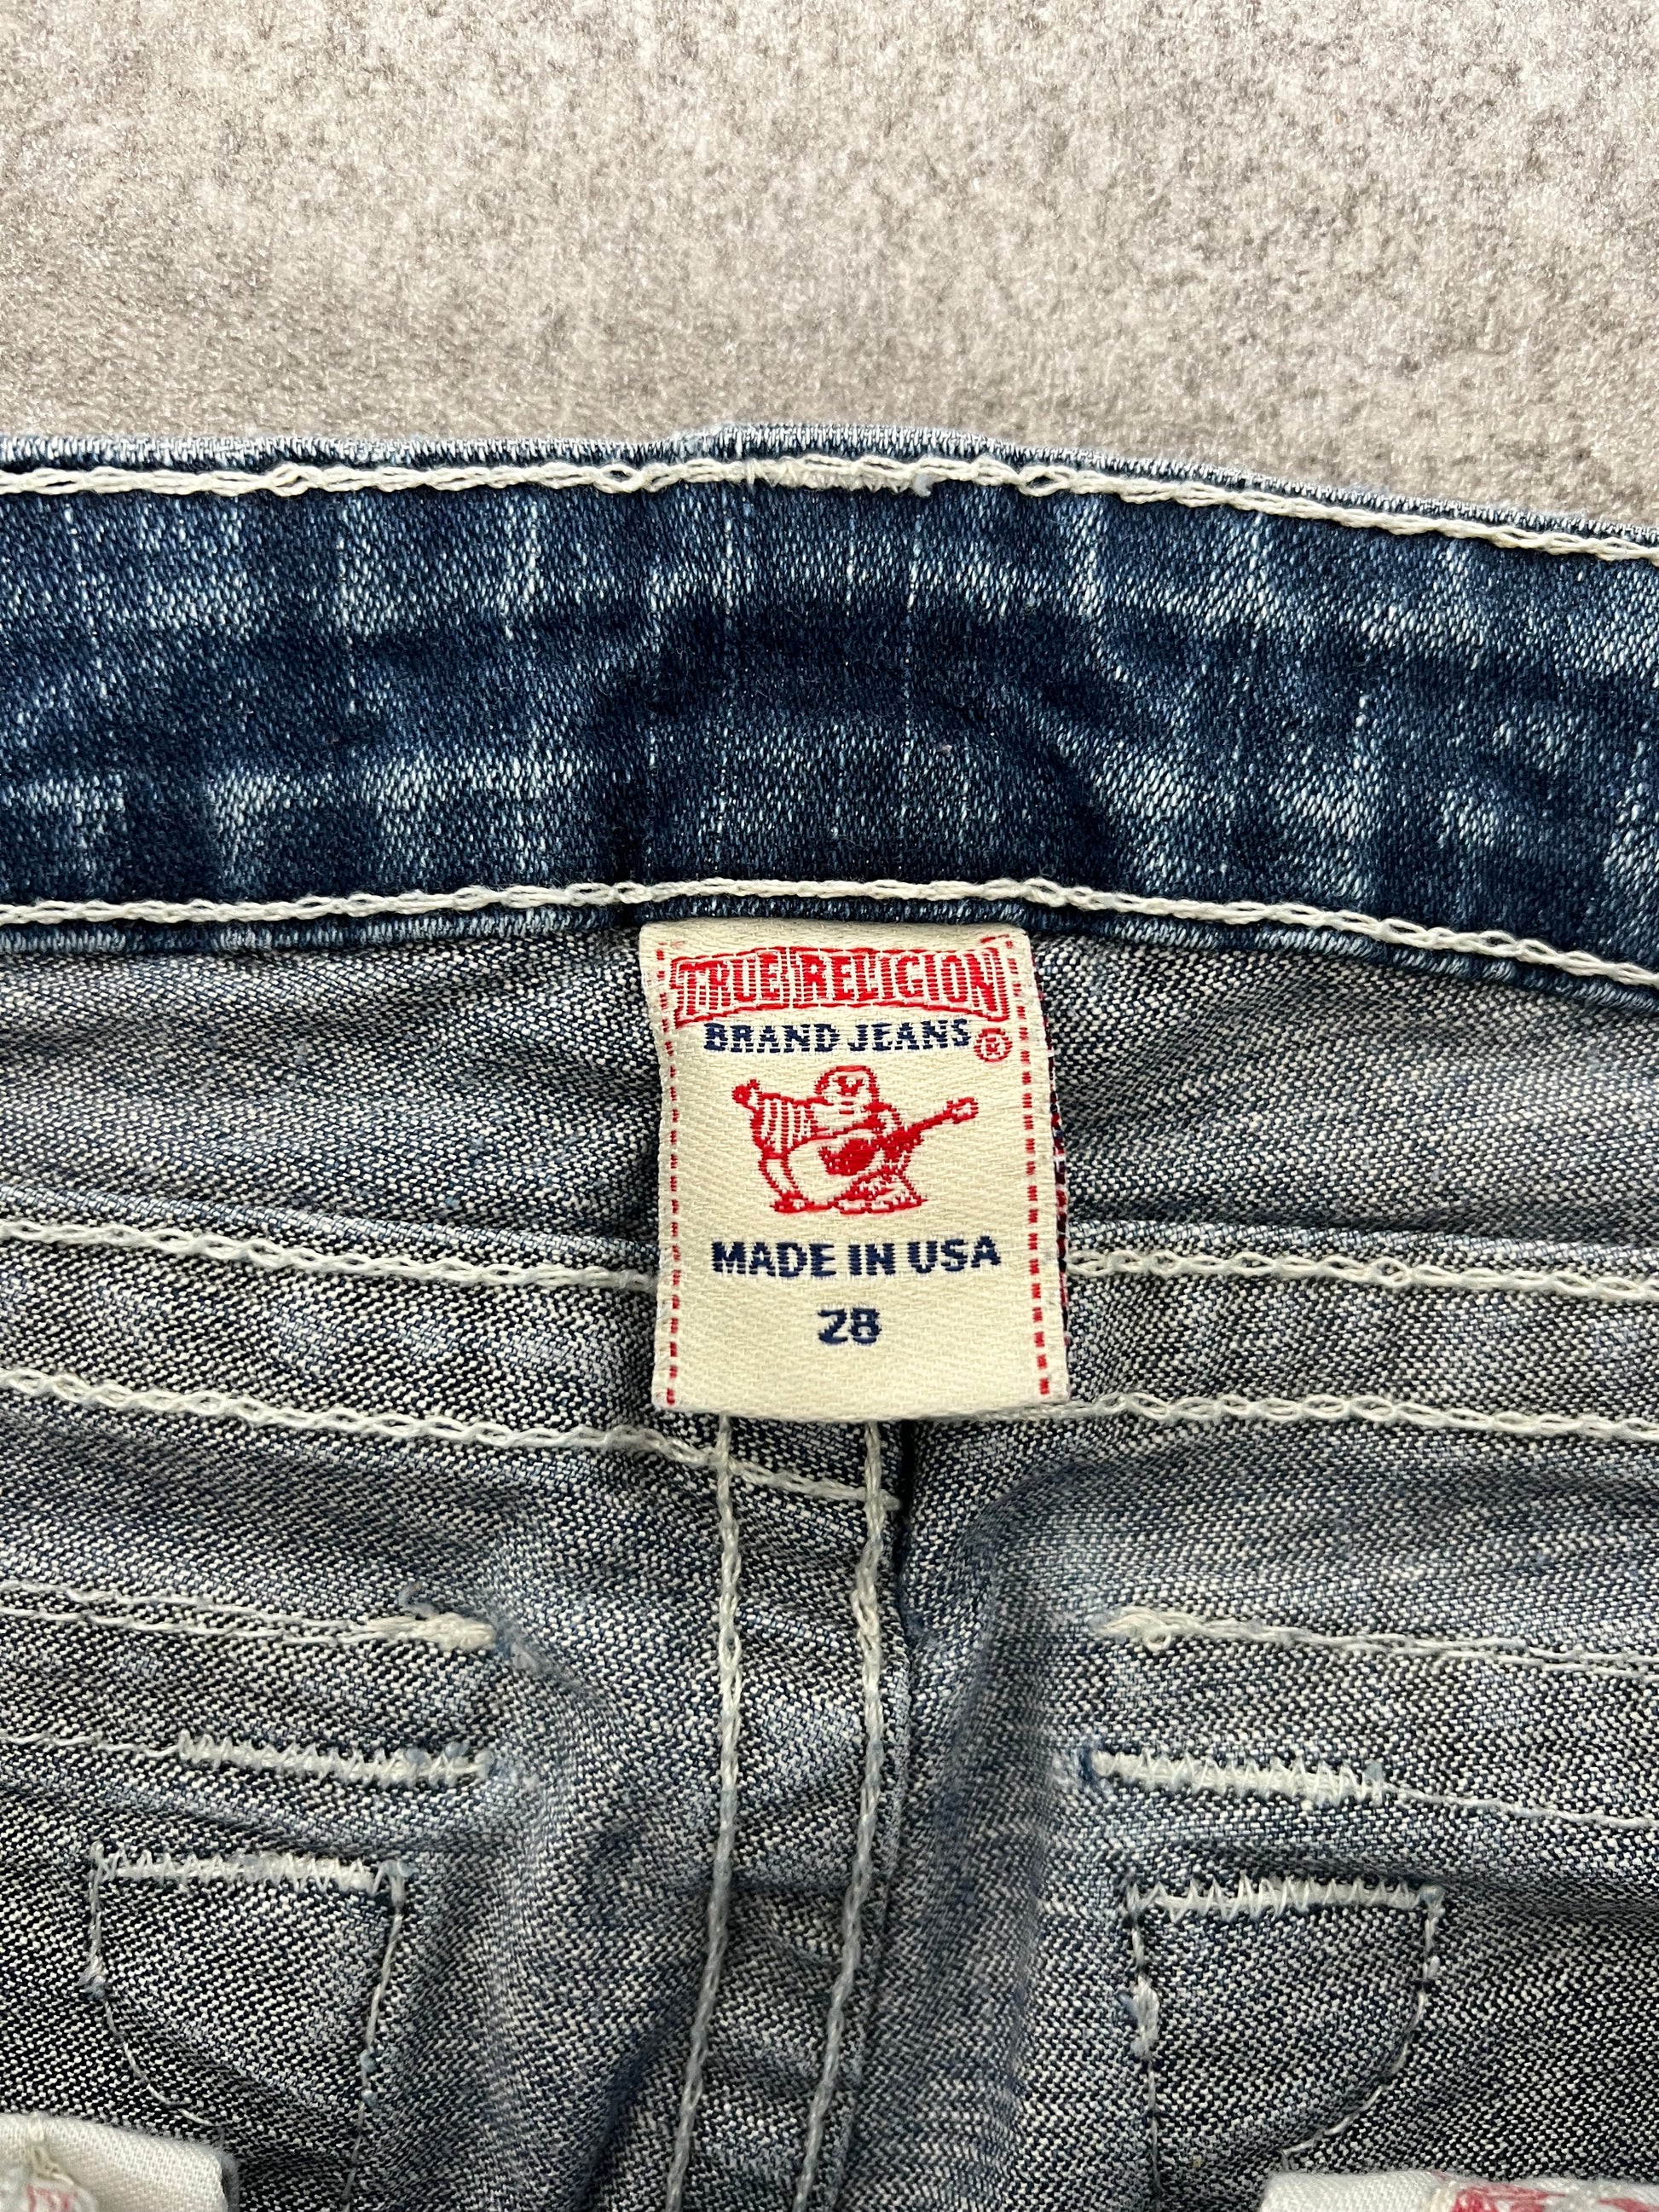 TRUE RELIGION
BRAND JEANS ®
MADE IN USA
28